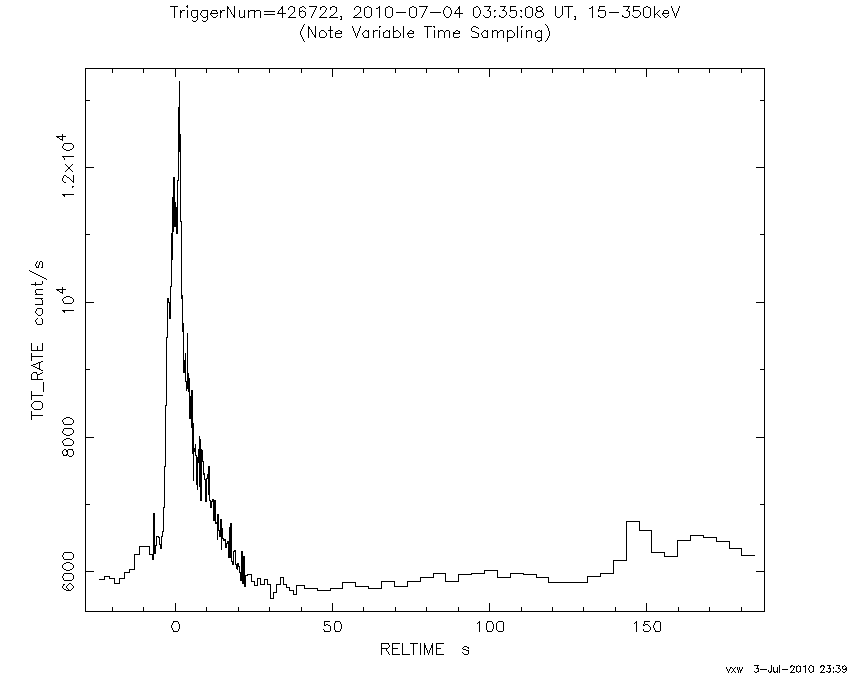 TriggerNum=426722, 2010-07-04 03:35:08 UT, 15-350keV
(Note Variable Time Sampling)
TOT_RATE count/s
1.2×10⁴
10⁴
8000
6000
0 50 100 150
RELTIME s
vxw 3-Jul-2010 23:39